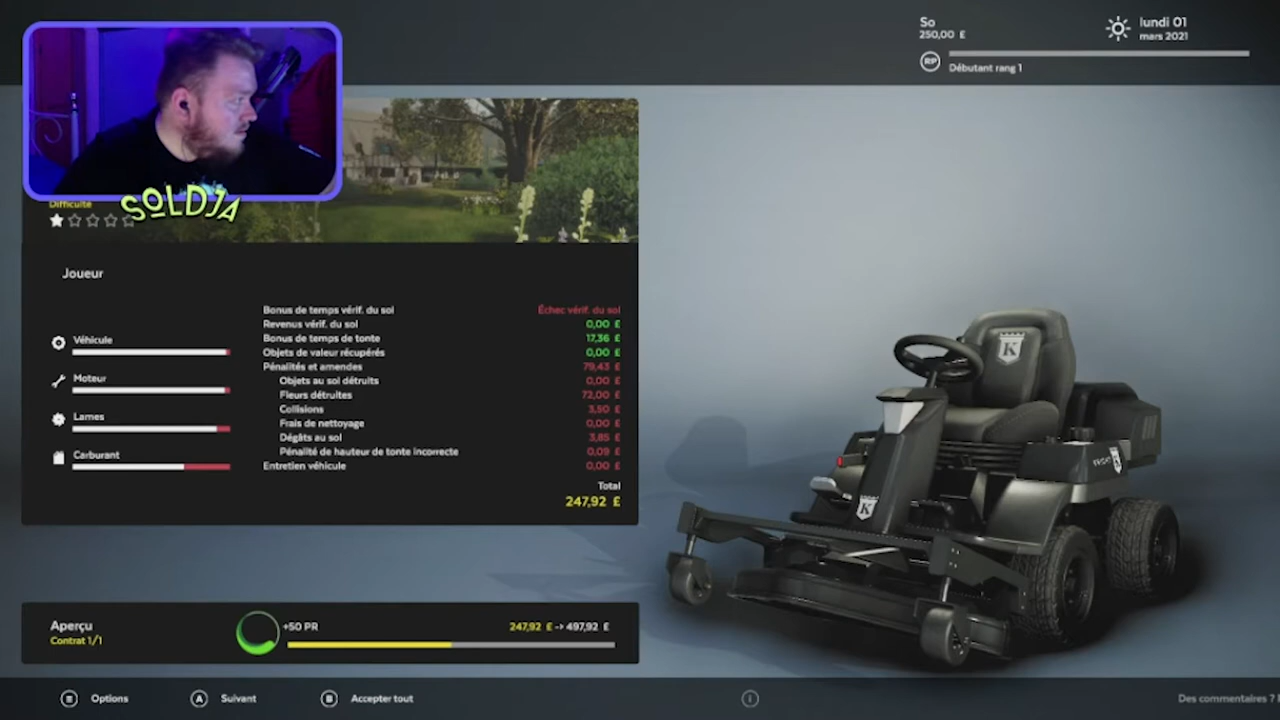 So
250,00 £
lundi 01
mars 2021
RP
Débutant rang 1
SOLDJA
Difficulté
Joueur
Véhicule
Moteur
Lames
Carburant
Bonus de temps vérif. du sol Échec vérif. du sol
Revenus vérif. du sol 0,00 £
Bonus de temps de tonte 17,36 £
Objets de valeur récupérés 0,00 £
Pénalités et amendes 79,43 £
Objets au sol détruits 0,00 £
Fleurs détruites 72,00 £
Collisions 3,50 £
Frais de nettoyage 0,00 £
Dégâts au sol 3,85 £
Pénalité de hauteur de tonte incorrecte 0,09 £
Entretien véhicule 0,00 £
Total
247,92 £
K
K
FRONT
Aperçu
Contrat 1/1
+50 PR
247,92 £ -> 497,92 £
Options
A Suivant
B Accepter tout
Des commentaires ?